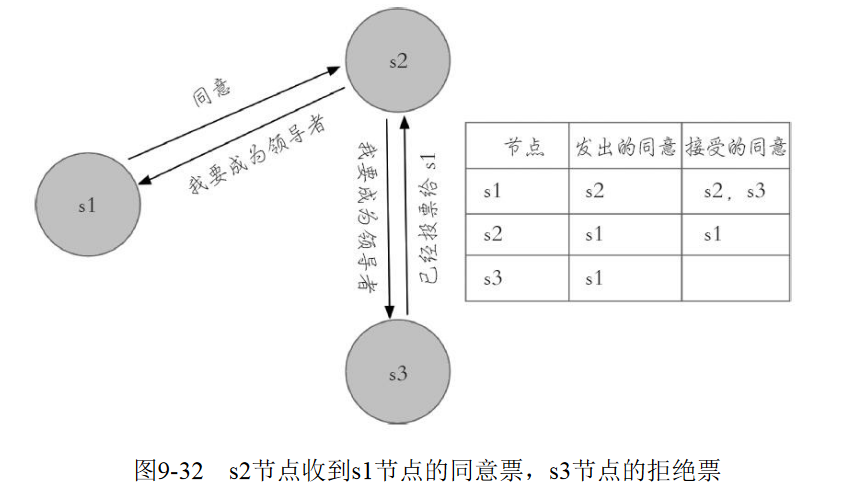 s2
同意
我要成为领导者
s1
我要成为领导者
已经投票给 s1
s3
节点 发出的同意 接受的同意
s1 s2 s2，s3
s2 s1 s1
s3 s1
图9-32 s2节点收到s1节点的同意票，s3节点的拒绝票